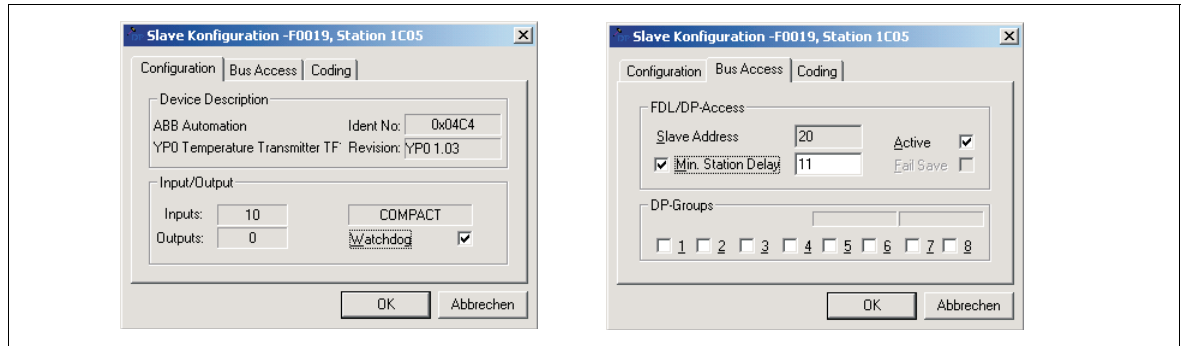 Slave Konfiguration -F0019, Station 1C05
Configuration Bus Access Coding
Device Description
ABB Automation Ident No: 0x04C4
YP0 Temperature Transmitter TF Revision: YP0 1.03
Input/Output
Inputs: 10 COMPACT
Outputs: 0 Watchdog
OK Abbrechen
Slave Konfiguration -F0019, Station 1C05
Configuration Bus Access Coding
FDL/DP-Access
Slave Address 20 Active
Min. Station Delay 11 Fail Save
DP-Groups
1 2 3 4 5 6 7 8
OK Abbrechen